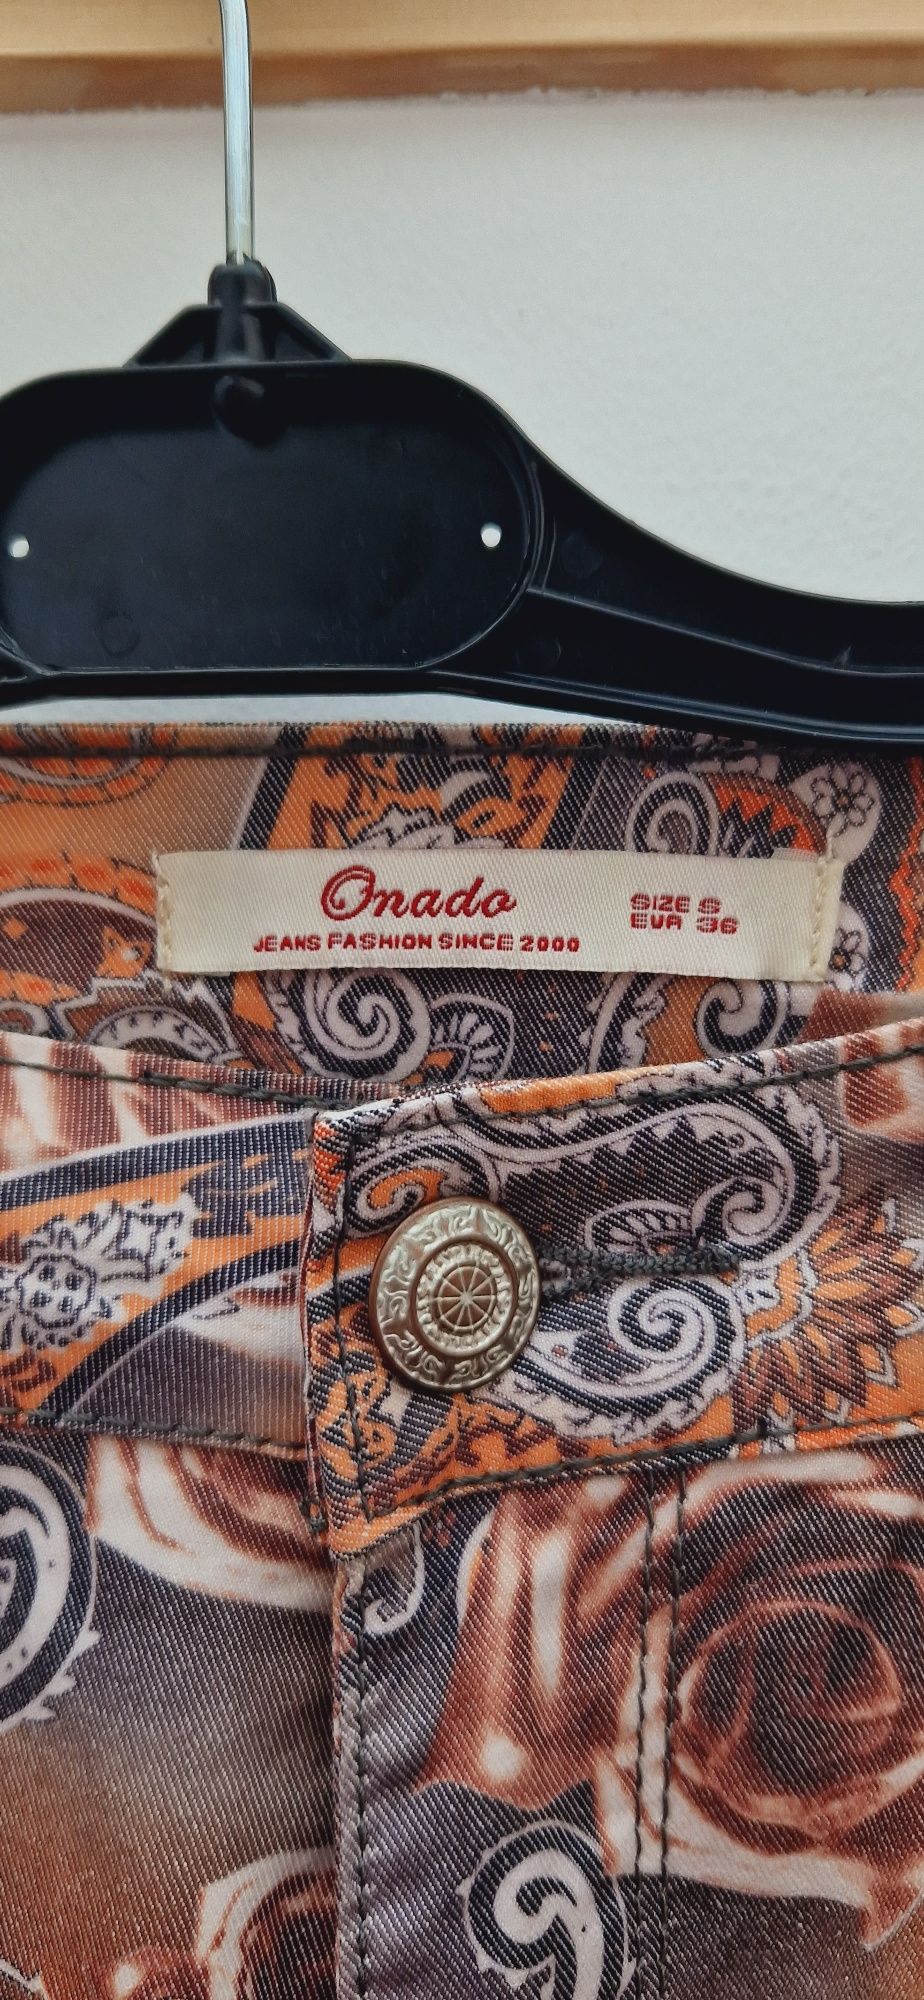 Onado
JEANS FASHION SINCE 2000
SIZE S
EUR 36